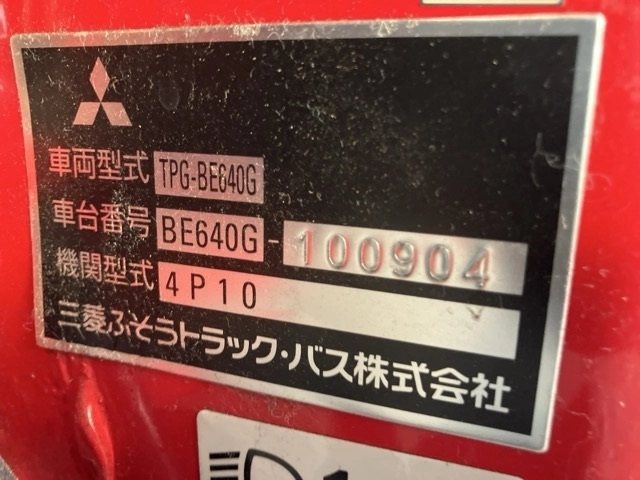 車両型式 TPG-BE640G
車台番号 BE640G-100904
機関型式 4P10
三菱ふそうトラック・バス株式会社